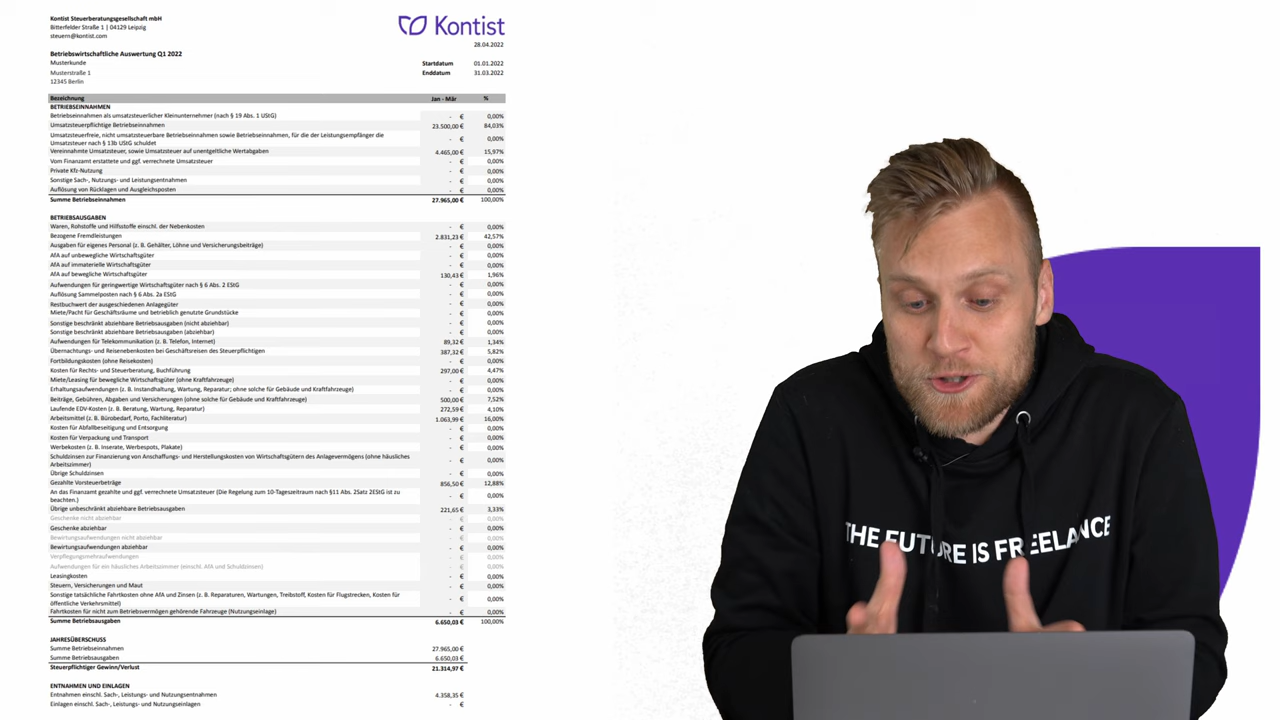 Kontist Steuerberatungsgesellschaft mbH
Bitterfelder Straße 1 | 04129 Leipzig
steuern@kontist.com
Kontist
28.04.2022
Betriebswirtschaftliche Auswertung Q1 2022
Musterkunde
Musterstraße 1
12345 Berlin
Startdatum 01.01.2022
Enddatum 31.03.2022
Bezeichnung Jan - Mär %
BETRIEBSEINNAHMEN
Betriebseinnahmen als umsatzsteuerlicher Kleinunternehmer (nach § 19 Abs. 1 UStG) - € 0,00%
Umsatzsteuerpflichtige Betriebseinnahmen 23.500,00 € 84,03%
Umsatzsteuerfreie, nicht umsatzsteuerbare Betriebseinnahmen sowie Betriebseinnahmen, für die der Leistungsempfänger die
Umsatzsteuer nach § 13b UStG schuldet - € 0,00%
Vereinnahmte Umsatzsteuer, sowie Umsatzsteuer auf unentgeltliche Wertabgaben 4.465,00 € 15,97%
Vom Finanzamt erstattete und ggf. verrechnete Umsatzsteuer - € 0,00%
Private Kfz-Nutzung - € 0,00%
Sonstige Sach-, Nutzungs- und Leistungsentnahmen - € 0,00%
Auflösung von Rücklagen und Ausgleichsposten - € 0,00%
Summe Betriebseinnahmen 27.965,00 € 100,00%
BETRIEBSAUSGABEN
Waren, Rohstoffe und Hilfsstoffe einschl. der Nebenkosten - € 0,00%
Bezogene Fremdleistungen 2.831,23 € 42,57%
Ausgaben für eigenes Personal (z. B. Gehälter, Löhne und Versicherungsbeiträge) - € 0,00%
AfA auf unbewegliche Wirtschaftsgüter - € 0,00%
AfA auf immaterielle Wirtschaftsgüter - € 0,00%
AfA auf bewegliche Wirtschaftsgüter 130,43 € 1,96%
Aufwendungen für geringwertige Wirtschaftsgüter nach § 6 Abs. 2 EStG - € 0,00%
Auflösung Sammelposten nach § 6 Abs. 2a EStG - € 0,00%
Restbuchwert der ausgeschiedenen Anlagegüter - € 0,00%
Miete/Pacht für Geschäftsräume und betrieblich genutzte Grundstücke - € 0,00%
Sonstige beschränkt abziehbare Betriebsausgaben (nicht abziehbar) - € 0,00%
Sonstige beschränkt abziehbare Betriebsausgaben (abziehbar) - € 0,00%
Aufwendungen für Telekommunikation (z. B. Telefon, Internet) 89,32 € 1,34%
Übernachtungs- und Reisenebenkosten bei Geschäftsreisen des Steuerpflichtigen 387,32 € 5,82%
Fortbildungskosten (ohne Reisekosten) - € 0,00%
Kosten für Rechts- und Steuerberatung, Buchführung 297,00 € 4,47%
Miete/Leasing für bewegliche Wirtschaftsgüter (ohne Kraftfahrzeuge) - € 0,00%
Erhaltungsaufwendungen (z. B. Instandhaltung, Wartung, Reparatur; ohne solche für Gebäude und Kraftfahrzeuge) - € 0,00%
Beiträge, Gebühren, Abgaben und Versicherungen (ohne solche für Gebäude und Kraftfahrzeuge) 500,00 € 7,52%
Laufende EDV-Kosten (z. B. Beratung, Wartung, Reparatur) 272,59 € 4,10%
Arbeitsmittel (z. B. Bürobedarf, Porto, Fachliteratur) 1.063,99 € 16,00%
Kosten für Abfallbeseitigung und Entsorgung - € 0,00%
Kosten für Verpackung und Transport - € 0,00%
Werbekosten (z. B. Inserate, Werbespots, Plakate) - € 0,00%
Schuldzinsen zur Finanzierung von Anschaffungs- und Herstellungskosten von Wirtschaftsgütern des Anlagevermögens (ohne häusliches
Arbeitszimmer) - € 0,00%
Übrige Schuldzinsen - € 0,00%
Gezahlte Vorsteuerbeträge 856,50 € 12,88%
An das Finanzamt gezahlte und ggf. verrechnete Umsatzsteuer (Die Regelung zum 10-Tageszeitraum nach §11 Abs. 2Satz 2EStG ist zu
beachten.) - € 0,00%
Übrige unbeschränkt abziehbare Betriebsausgaben 221,65 € 3,33%
Geschenke nicht abziehbar - € 0,00%
Geschenke abziehbar - € 0,00%
Bewirtungsaufwendungen nicht abziehbar - € 0,00%
Bewirtungsaufwendungen abziehbar - € 0,00%
Verpflegungsmehraufwendungen - € 0,00%
Aufwendungen für ein häusliches Arbeitszimmer (einschl. AfA und Schuldzinsen) - € 0,00%
Leasingkosten - € 0,00%
Steuern, Versicherungen und Maut - € 0,00%
Sonstige tatsächliche Fahrtkosten ohne AfA und Zinsen (z. B. Reparaturen, Wartungen, Treibstoff, Kosten für Flugstrecken, Kosten für
öffentliche Verkehrsmittel) - € 0,00%
Fahrtkosten für nicht zum Betriebsvermögen gehörende Fahrzeuge (Nutzungseinlage) - € 0,00%
Summe Betriebsausgaben 6.650,03 € 100,00%
JAHRESÜBERSCHUSS
Summe Betriebseinnahmen 27.965,00 €
Summe Betriebsausgaben 6.650,03 €
Steuerpflichtiger Gewinn/Verlust 21.314,97 €
ENTNAHMEN UND EINLAGEN
Entnahmen einschl. Sach-, Leistungs- und Nutzungsentnahmen 4.358,35 €
Einlagen einschl. Sach-, Leistungs- und Nutzungseinlagen - €
THE FUTURE IS FREELANCE